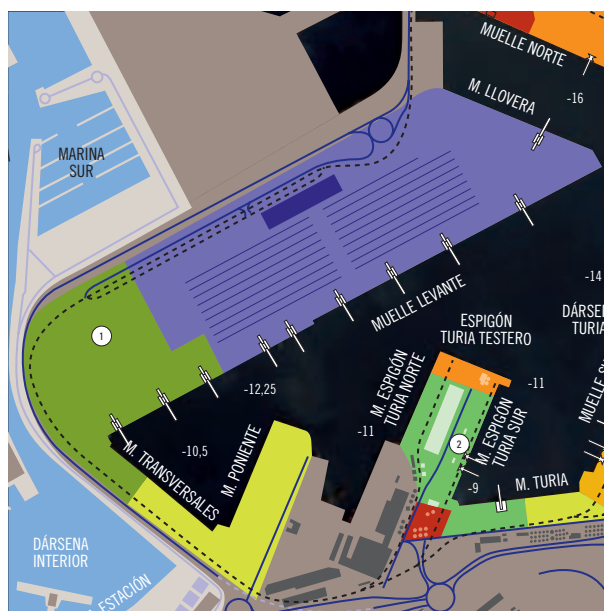 MUELLE NORTE
M. LLOVERA
-16
MARINA
SUR
-14
MUELLE LEVANTE
ESPIGÓN
TURIA TESTERO
DÁRSENA
TURIA
1
-12,25
M. ESPIGÓN
TURIA NORTE
-11
MUELLE
-10,5
M. PONIENTE
-11
2
M. ESPIGÓN
TURIA SUR
M. TRANSVERSALES
-9
M. TURIA
DÁRSENA
INTERIOR
ESTACIÓN